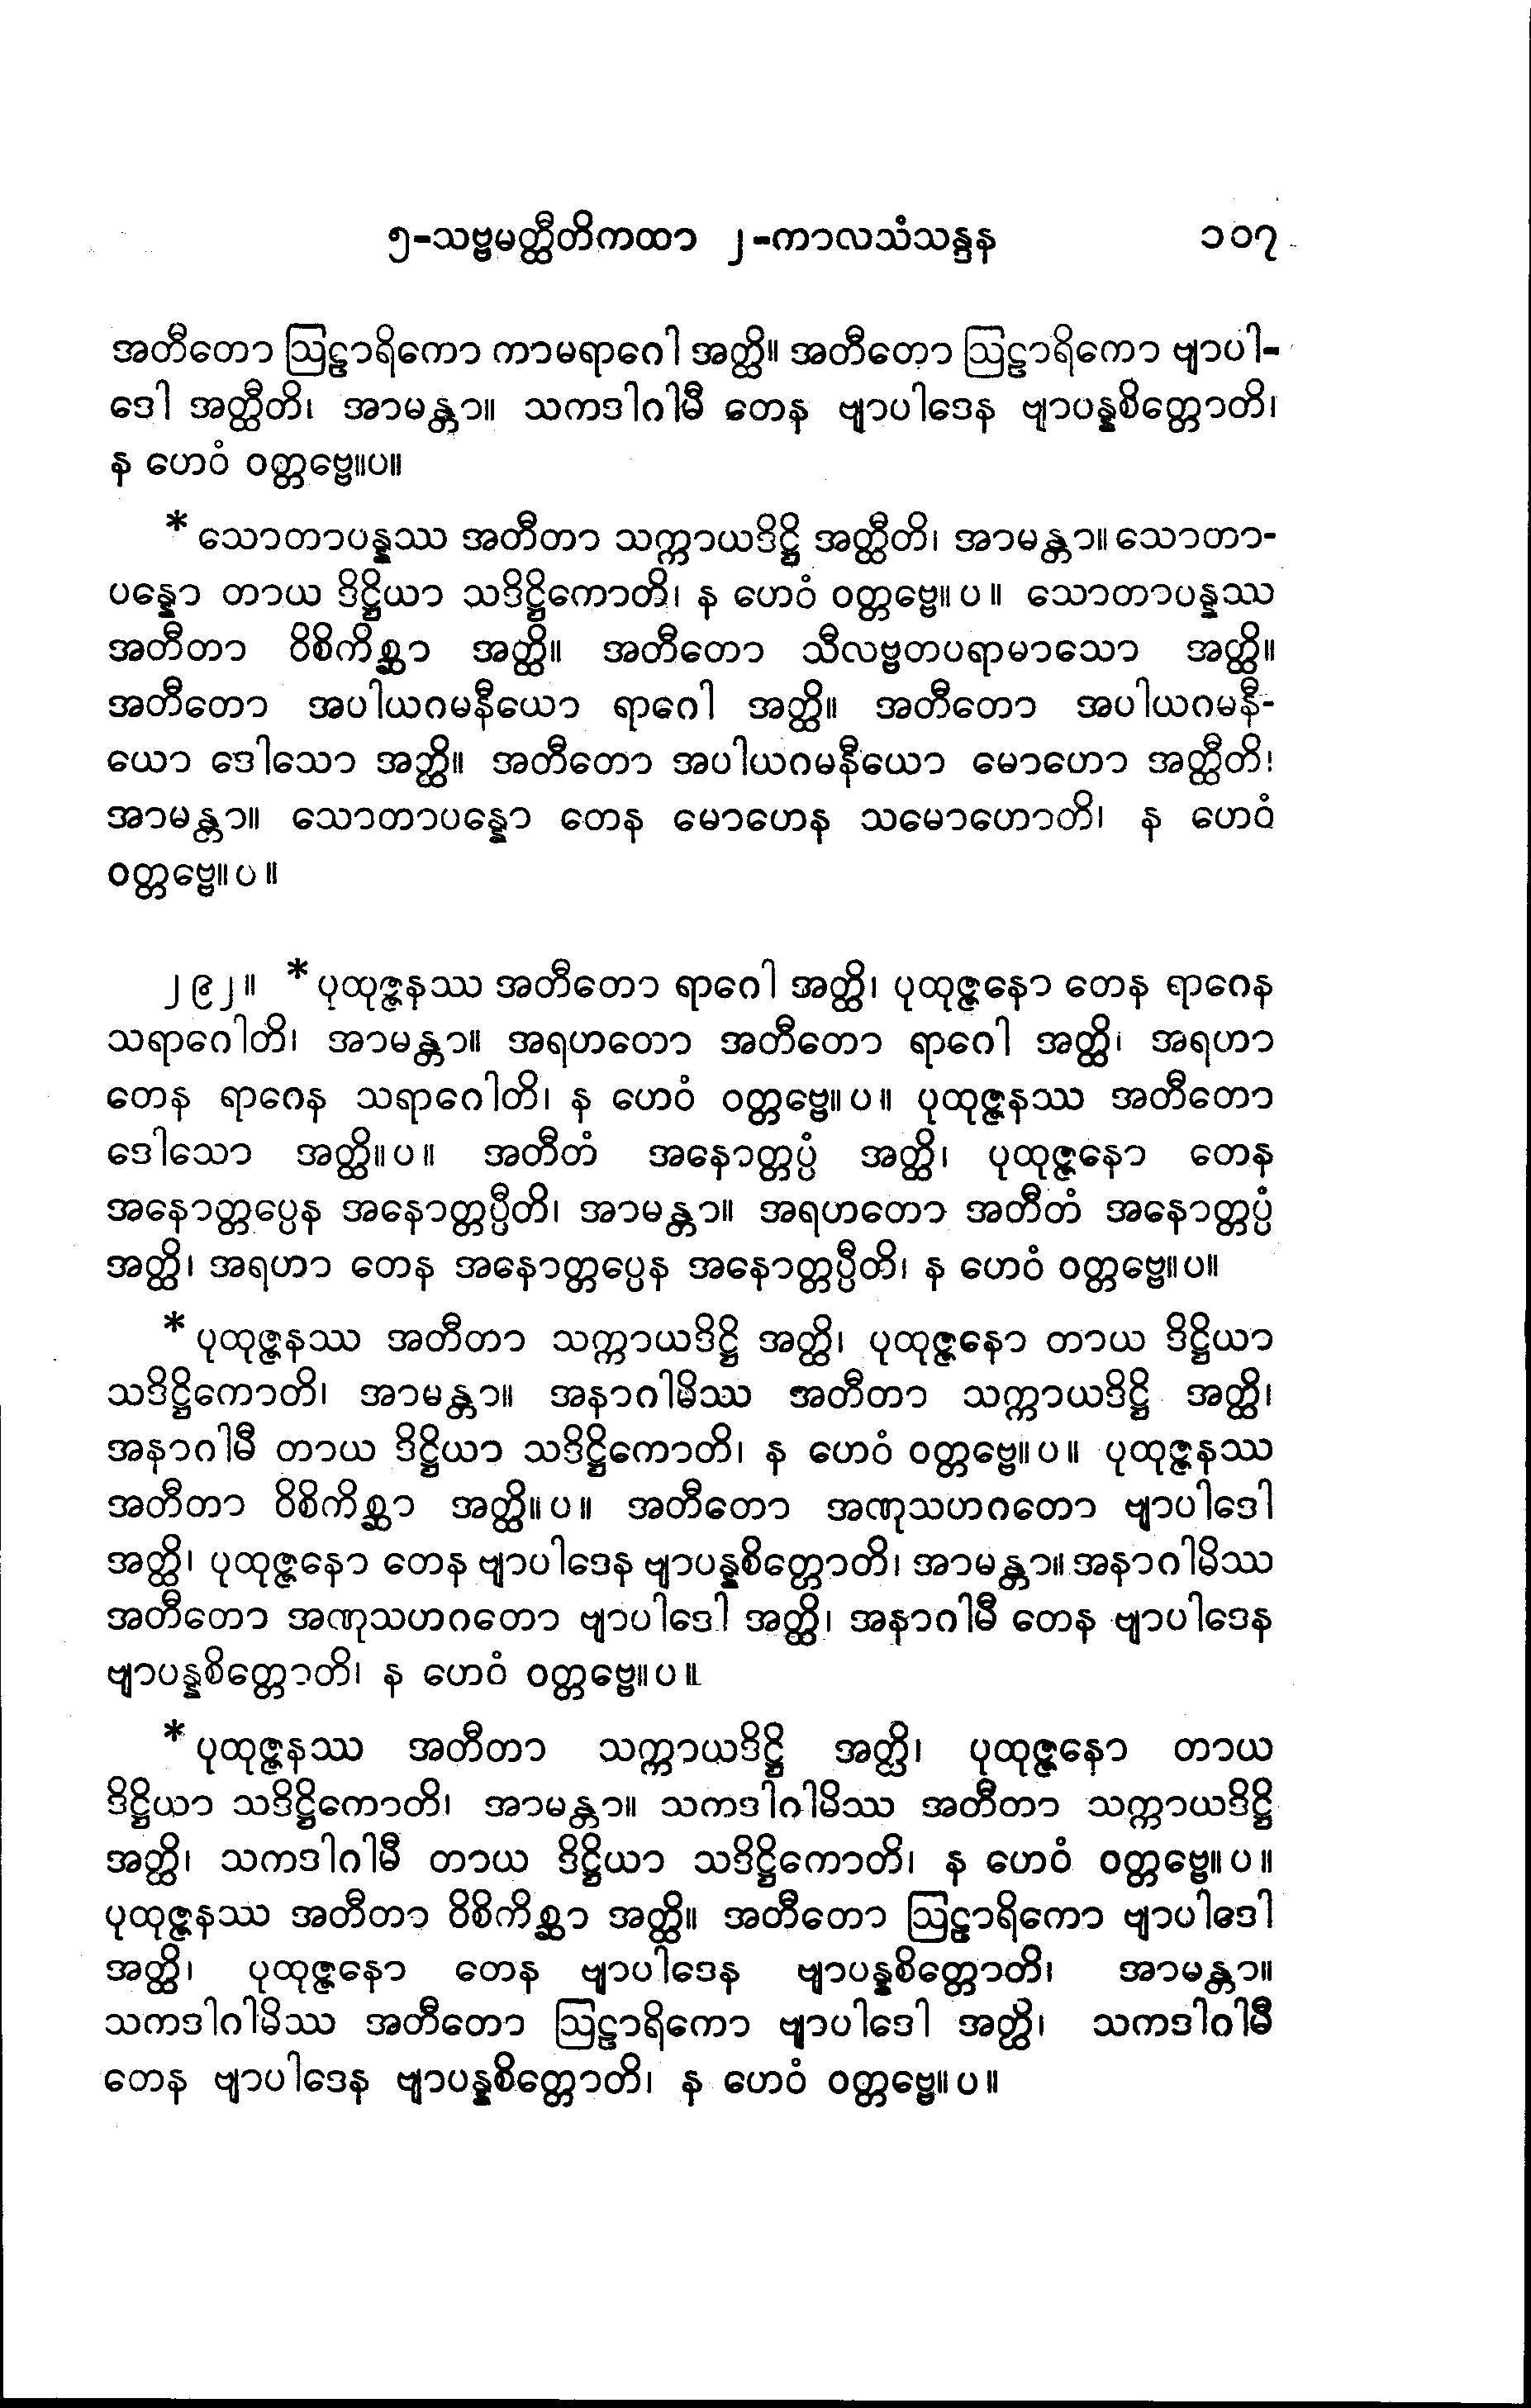 ၅-သဗ္ဗမတ္ထီတိကထာ ၂-ကာလသံသန္ဒန ၁၀၇
အတီတော ဩဠာရိကော ကာမရာဂေါ အတ္ထိ။ အတီတော ဩဠာရိကော ဗျာပါ-
ဒေါ အတ္ထီတိ၊ အာမန္တာ။ သကဒါဂါမီ တေန ဗျာပါဒေန ဗျာပန္နစိတ္တောတိ၊
န ဟေဝံ ဝတ္တဗ္ဗေ။ပ။
* သောတာပန္နဿ အတီတာ သက္ကာယဒိဋ္ဌိ အတ္ထီတိ၊ အာမန္တာ။ သောတာ-
ပန္နော တာယ ဒိဋ္ဌိယာ သဒိဋ္ဌိကောတိ၊ န ဟေဝံ ဝတ္တဗ္ဗေ။ပ။ သောတာပန္နဿ
အတီတာ ဝိစိကိစ္ဆာ အတ္ထိ။ အတီတော သီလဗ္ဗတပရာမာသော အတ္ထိ။
အတီတော အပါယဂမနီယော ရာဂေါ အတ္ထိ။ အတီတော အပါယဂမနီ-
ယော ဒေါသော အတ္ထိ။ အတီတော အပါယဂမနီယော မောဟော အတ္ထီတိ၊
အာမန္တာ။ သောတာပန္နော တေန မောဟေန သမောဟောတိ၊ န ဟေဝံ
ဝတ္တဗ္ဗေ။ပ။
၂၉၂။ * ပုထုဇ္ဇနဿ အတီတော ရာဂေါ အတ္ထိ၊ ပုထုဇ္ဇနော တေန ရာဂေန
သရာဂေါတိ၊ အာမန္တာ။ အရဟတော အတီတော ရာဂေါ အတ္ထိ၊ အရဟာ
တေန ရာဂေန သရာဂေါတိ၊ န ဟေဝံ ဝတ္တဗ္ဗေ။ပ။ ပုထုဇ္ဇနဿ အတီတော
ဒေါသော အတ္ထိ။ပ။ အတီတံ အနောတ္တပ္ပံ အတ္ထိ၊ ပုထုဇ္ဇနော တေန
အနောတ္တပ္ပေန အနောတ္တပ္ပီတိ၊ အာမန္တာ။ အရဟတော အတီတံ အနောတ္တပ္ပံ
အတ္ထိ၊ အရဟာ တေန အနောတ္တပ္ပေန အနောတ္တပ္ပီတိ၊ န ဟေဝံ ဝတ္တဗ္ဗေ။ပ။
* ပုထုဇ္ဇနဿ အတီတာ သက္ကာယဒိဋ္ဌိ အတ္ထိ၊ ပုထုဇ္ဇနော တာယ ဒိဋ္ဌိယာ
သဒိဋ္ဌိကောတိ၊ အာမန္တာ။ အနာဂါမိဿ အတီတာ သက္ကာယဒိဋ္ဌိ အတ္ထိ၊
အနာဂါမီ တာယ ဒိဋ္ဌိယာ သဒိဋ္ဌိကောတိ၊ န ဟေဝံ ဝတ္တဗ္ဗေ။ပ။ ပုထုဇ္ဇနဿ
အတီတာ ဝိစိကိစ္ဆာ အတ္ထိ။ပ။ အတီတော အဏုသဟဂတော ဗျာပါဒေါ
အတ္ထိ၊ ပုထုဇ္ဇနော တေန ဗျာပါဒေန ဗျာပန္နစိတ္တောတိ၊ အာမန္တာ။ အနာဂါမိဿ
အတီတော အဏုသဟဂတော ဗျာပါဒေါ အတ္ထိ၊ အနာဂါမီ တေန ဗျာပါဒေန
ဗျာပန္နစိတ္တောတိ၊ န ဟေဝံ ဝတ္တဗ္ဗေ။ပ။
* ပုထုဇ္ဇနဿ အတီတာ သက္ကာယဒိဋ္ဌိ အတ္ထိ၊ ပုထုဇ္ဇနော တာယ
ဒိဋ္ဌိယာ သဒိဋ္ဌိကောတိ၊ အာမန္တာ။ သကဒါဂါမိဿ အတီတာ သက္ကာယဒိဋ္ဌိ
အတ္ထိ၊ သကဒါဂါမီ တာယ ဒိဋ္ဌိယာ သဒိဋ္ဌိကောတိ၊ န ဟေဝံ ဝတ္တဗ္ဗေ။ပ။
ပုထုဇ္ဇနဿ အတီတာ ဝိစိကိစ္ဆာ အတ္ထိ။ အတီတော ဩဠာရိကော ဗျာပါဒေါ
အတ္ထိ၊ ပုထုဇ္ဇနော တေန ဗျာပါဒေန ဗျာပန္နစိတ္တောတိ၊ အာမန္တာ။
သကဒါဂါမိဿ အတီတော ဩဠာရိကော ဗျာပါဒေါ အတ္ထိ၊ သကဒါဂါမီ
တေန ဗျာပါဒေန ဗျာပန္နစိတ္တောတိ၊ န ဟေဝံ ဝတ္တဗ္ဗေ။ပ။